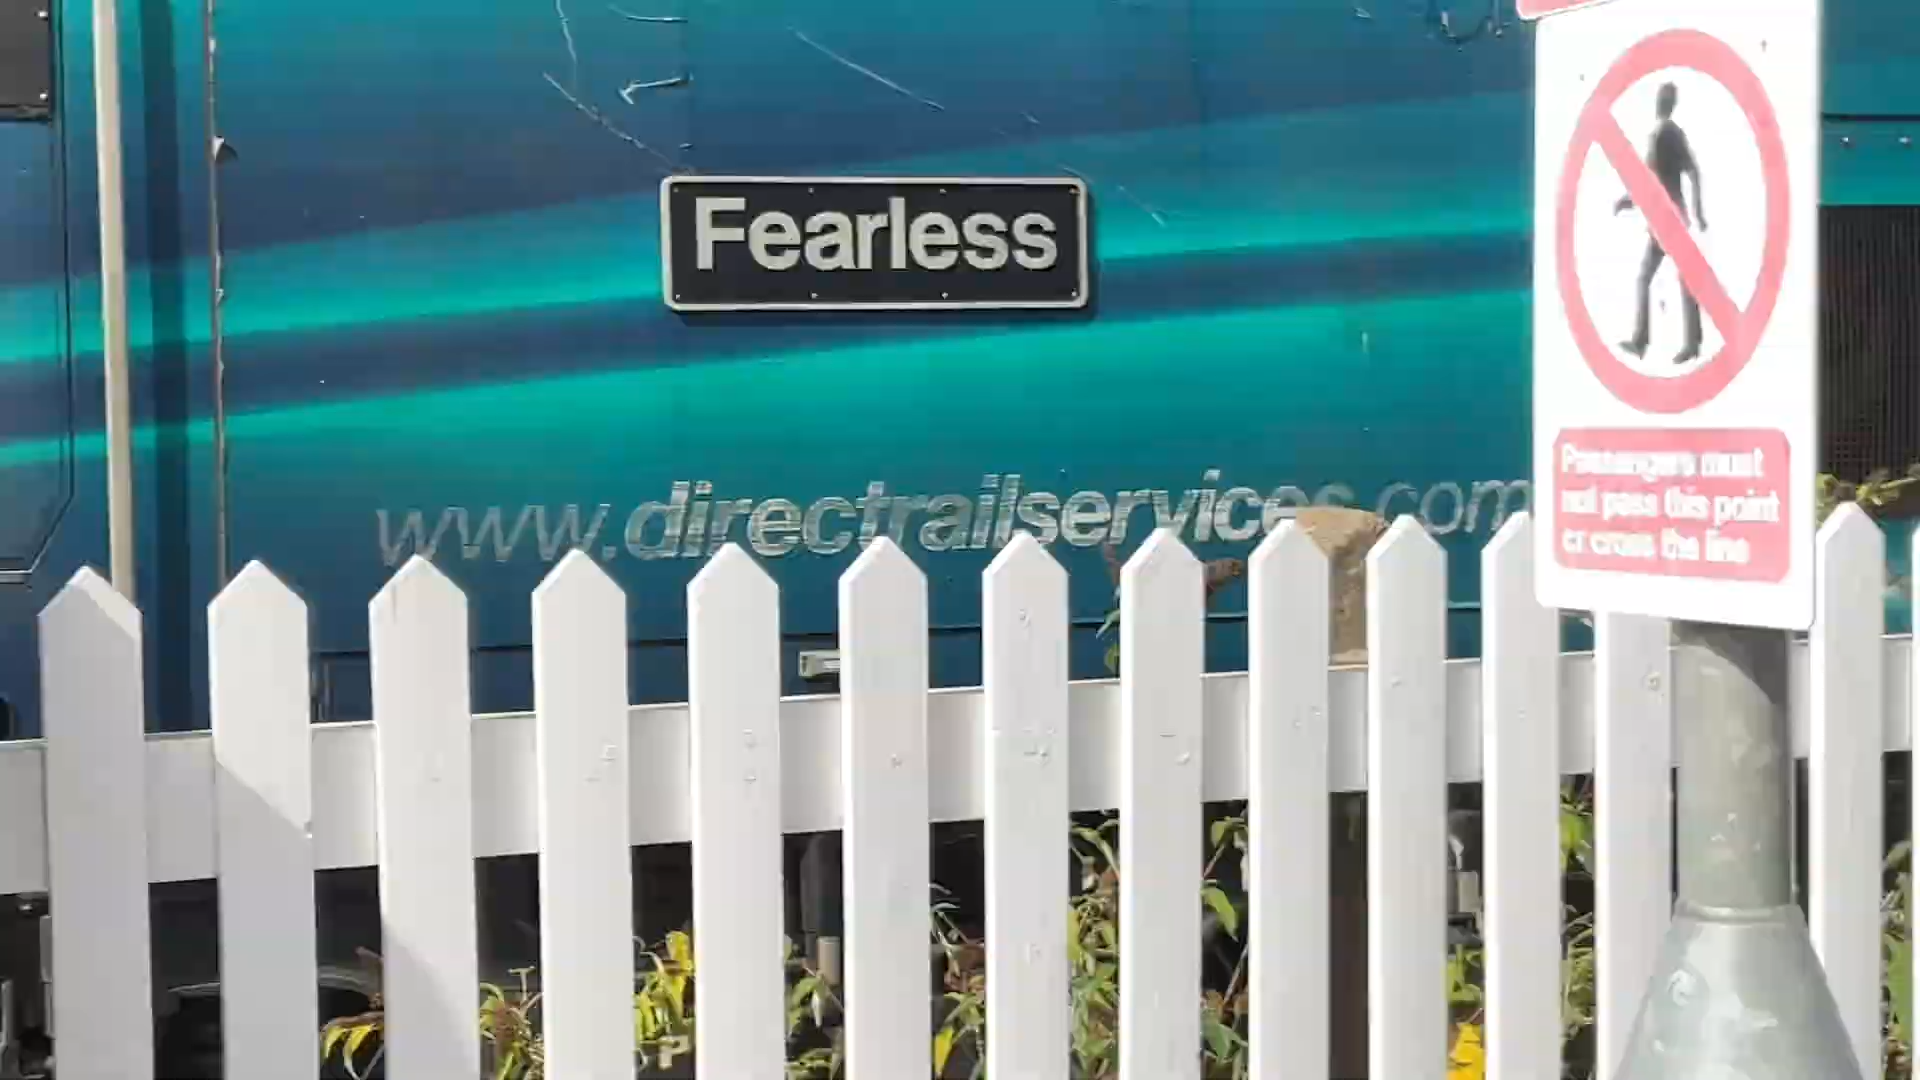 Fearless
www.directrailservices.com
Passengers must
not pass this point
or cross the line